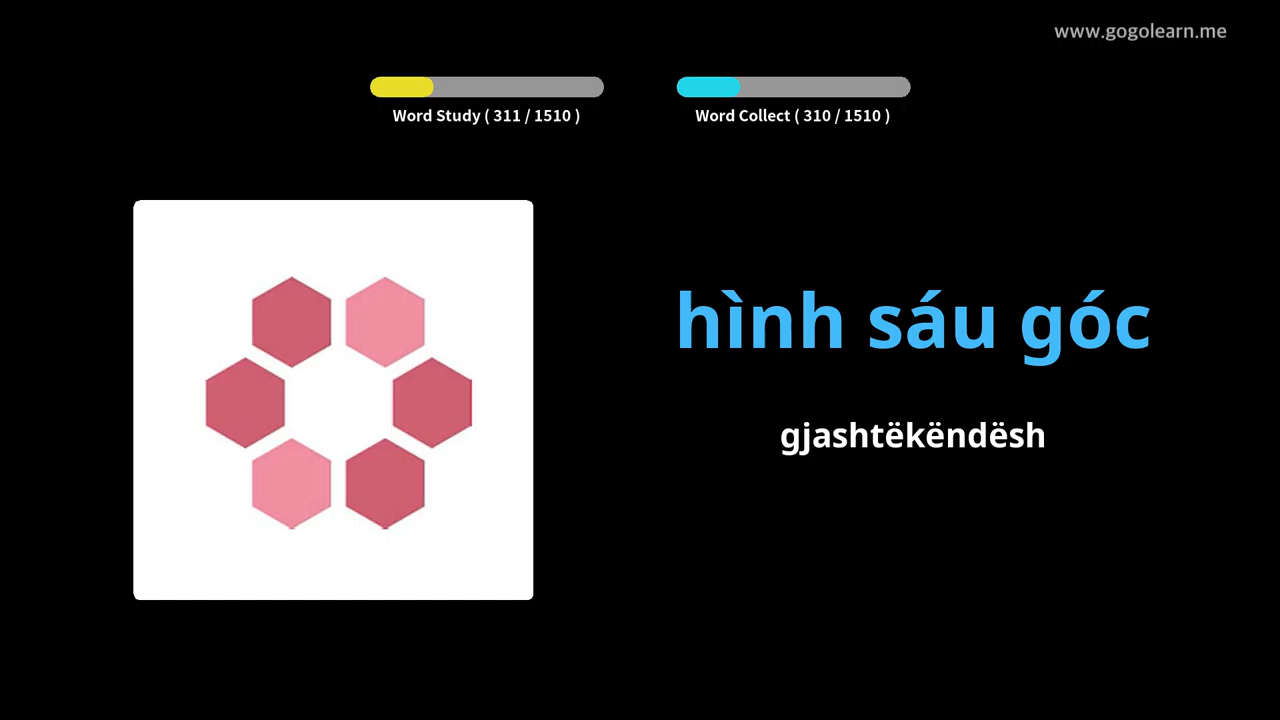 www.gogolearn.me
Word Study ( 311 / 1510 )
Word Collect ( 310 / 1510 )
hình sáu góc
gjashtëkëndësh